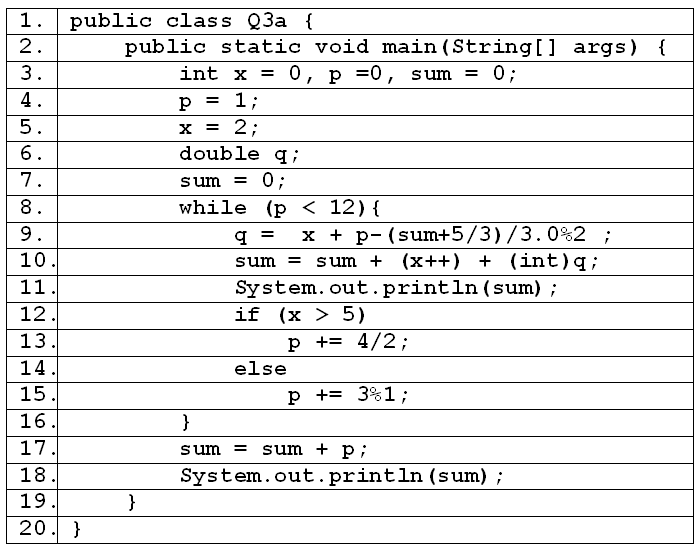 1. public class Q3a {
2.     public static void main(String[] args) {
3.         int x = 0, p =0, sum = 0;
4.         p = 1;
5.         x = 2;
6.         double q;
7.         sum = 0;
8.         while (p < 12){
9.             q =  x + p-(sum+5/3)/3.0%2 ;
10.             sum = sum + (x++) + (int)q;
11.             System.out.println(sum);
12.             if (x > 5)
13.                 p += 4/2;
14.             else
15.                 p += 3%1;
16.         }
17.         sum = sum + p;
18.         System.out.println(sum);
19.     }
20. }